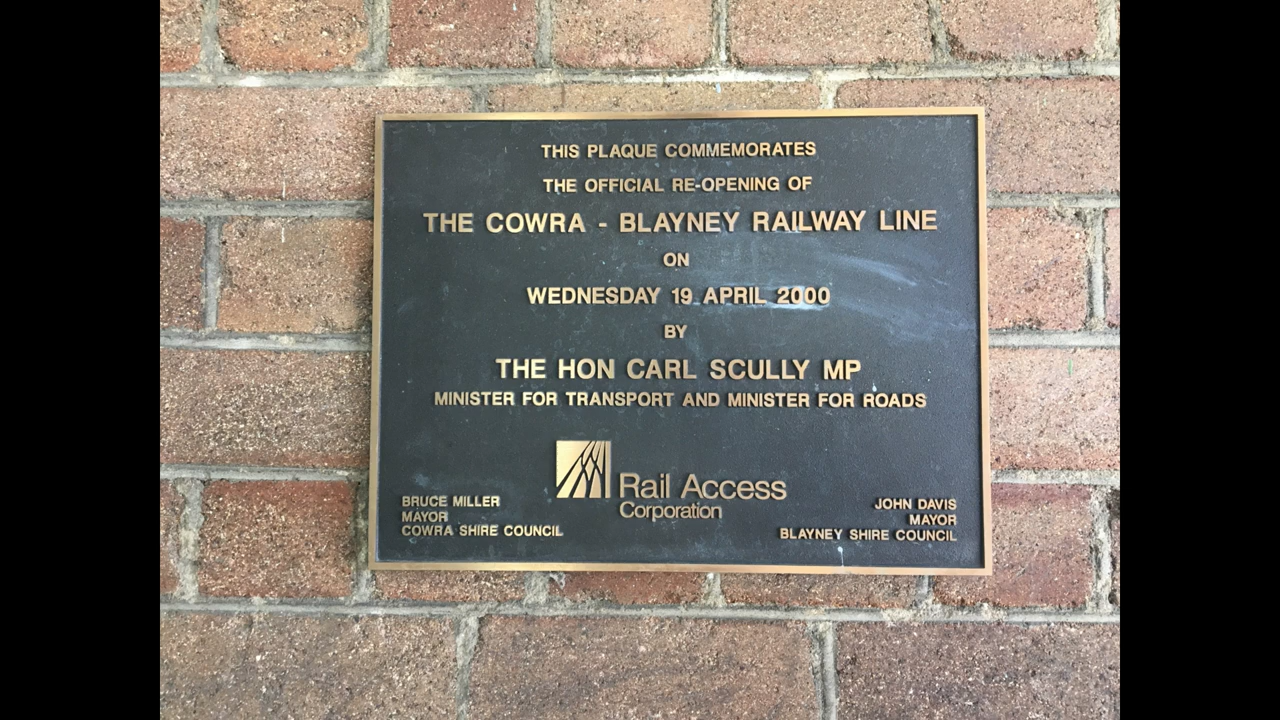 THIS PLAQUE COMMEMORATES
THE OFFICIAL RE-OPENING OF
THE COWRA - BLAYNEY RAILWAY LINE
ON
WEDNESDAY 19 APRIL 2000
BY
THE HON CARL SCULLY MP
MINISTER FOR TRANSPORT AND MINISTER FOR ROADS
Rail Access
Corporation
BRUCE MILLER
MAYOR
COWRA SHIRE COUNCIL
JOHN DAVIS
MAYOR
BLAYNEY SHIRE COUNCIL